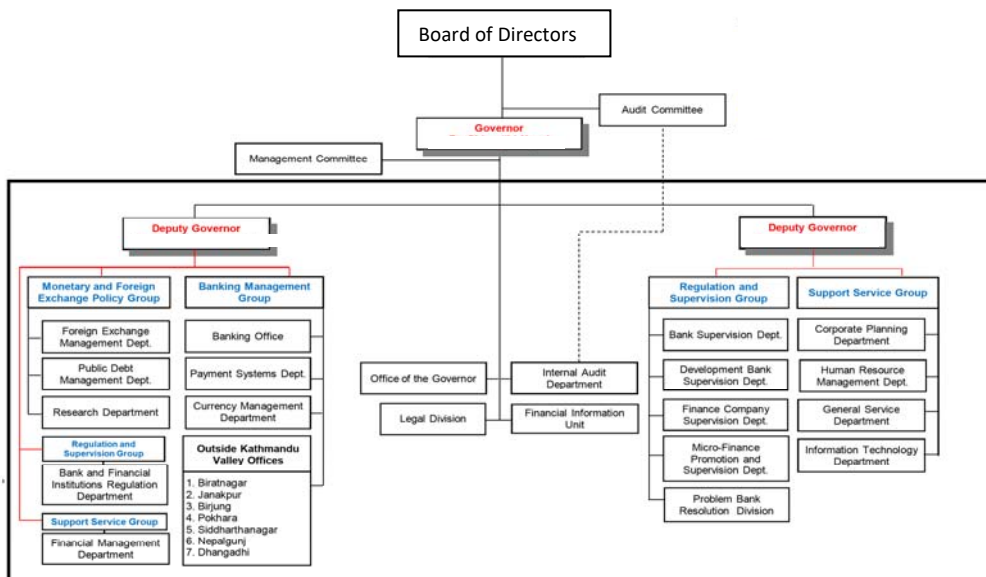 Board of Directors
Audit Committee
Governor
Management Committee
Deputy Governor
Deputy Governor
Monetary and Foreign
Exchange Policy Group
Foreign Exchange
Management Dept.
Public Debt
Management Dept.
Research Department
Regulation and
Supervision Group
Bank and Financial
Institutions Regulation
Department
Support Service Group
Financial Management
Department
Banking Management
Group
Banking Office
Payment Systems Dept.
Currency Management
Department
Outside Kathmandu
Valley Offices
1. Biratnagar
2. Janakpur
3. Birjung
4. Pokhara
5. Siddharthanagar
6. Nepalgunj
7. Dhangadhi
Office of the Governor
Internal Audit
Department
Legal Division
Financial Information
Unit
Regulation and
Supervision Group
Bank Supervision Dept.
Development Bank
Supervision Dept.
Finance Company
Supervision Dept.
Micro-Finance
Promotion and
Supervision Dept.
Problem Bank
Resolution Division
Support Service Group
Corporate Planning
Department
Human Resource
Management Dept.
General Service
Department
Information Technology
Department